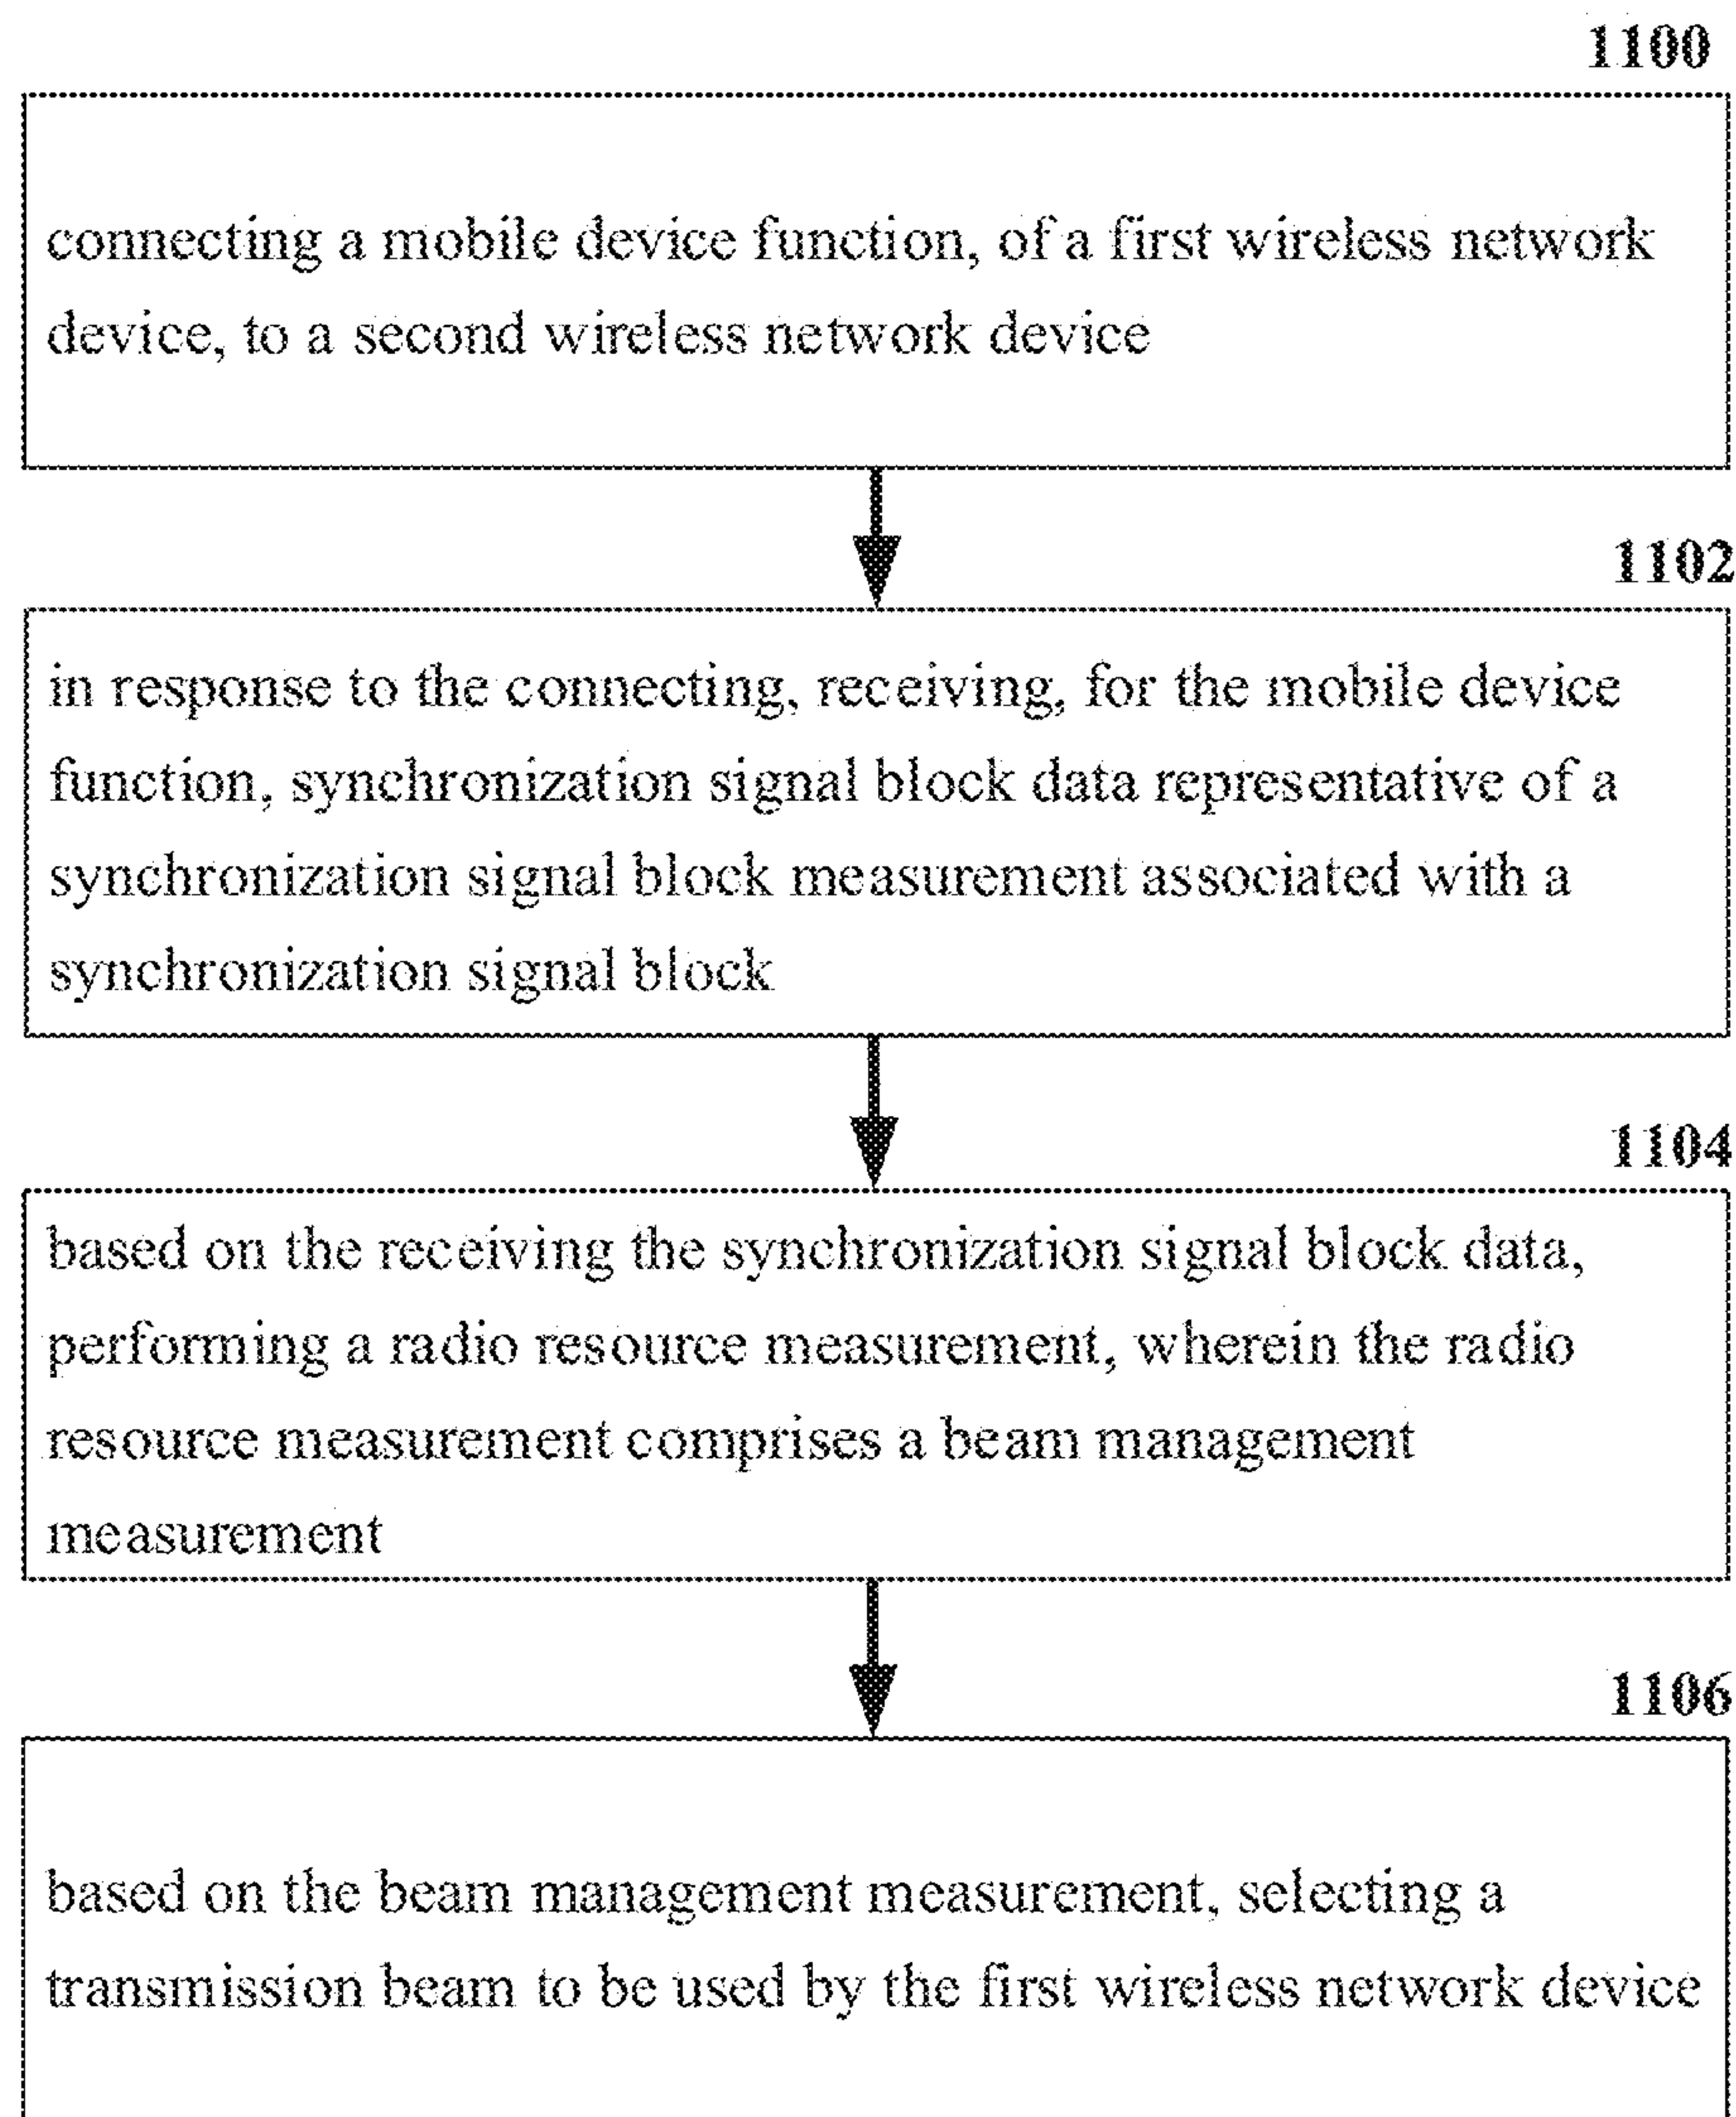 1100
connecting a mobile device function, of a first wireless network
device, to a second wireless network device
1102
in response to the connecting, receiving, for the mobile device
function, synchronization signal block data representative of a
synchronization signal block measurement associated with a
synchronization signal block
1104
based on the receiving the synchronization signal block data,
performing a radio resource measurement, wherein the radio
resource measurement comprises a beam management
measurement
1106
based on the beam management measurement, selecting a
transmission beam to be used by the first wireless network device